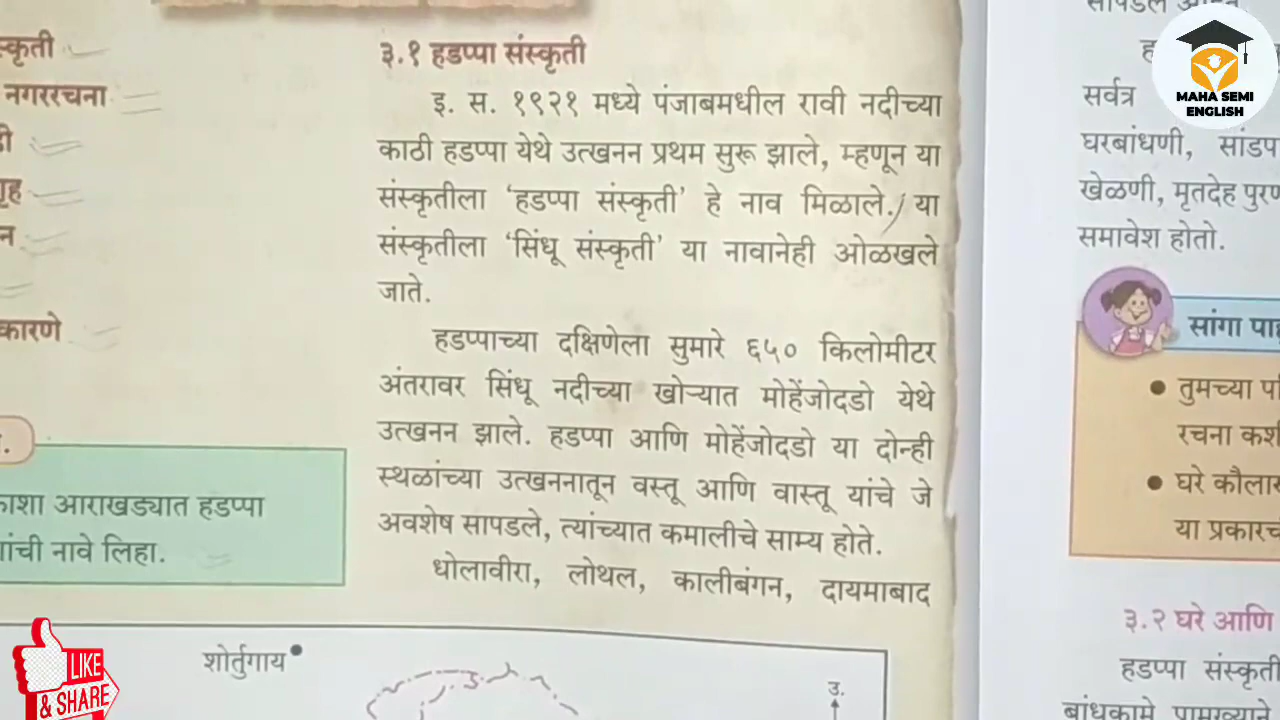 नगररचना
३.१ हडप्पा संस्कृती
इ. स. १९२१ मध्ये पंजाबमधील रावी नदीच्या
काठी हडप्पा येथे उत्खनन प्रथम सुरू झाले, म्हणून या
संस्कृतीला ‘हडप्पा संस्कृती’ हे नाव मिळाले. या
संस्कृतीला ‘सिंधू संस्कृती’ या नावानेही ओळखले
जाते.
हडप्पाच्या दक्षिणेला सुमारे ६५० किलोमीटर
अंतरावर सिंधू नदीच्या खोऱ्यात मोहेंजोदडो येथे
उत्खनन झाले. हडप्पा आणि मोहेंजोदडो या दोन्ही
स्थळांच्या उत्खननातून वस्तू आणि वास्तू यांचे जे
अवशेष सापडले, त्यांच्यात कमालीचे साम्य होते.
धोलावीरा, लोथल, कालीबंगन, दायमाबाद
आराखड्यात हडप्पा
नावे लिहा.
शोर्तुगाय
उ.
सर्वत्र
घरबांधणी,
खेळणी, मृतदेह
समावेश होतो.
सांगा
तुमच्या
रचना
घरे
या
३.२ घरे आणि
हडप्पा
MAHA SEMI
ENGLISH
LIKE
& SHARE